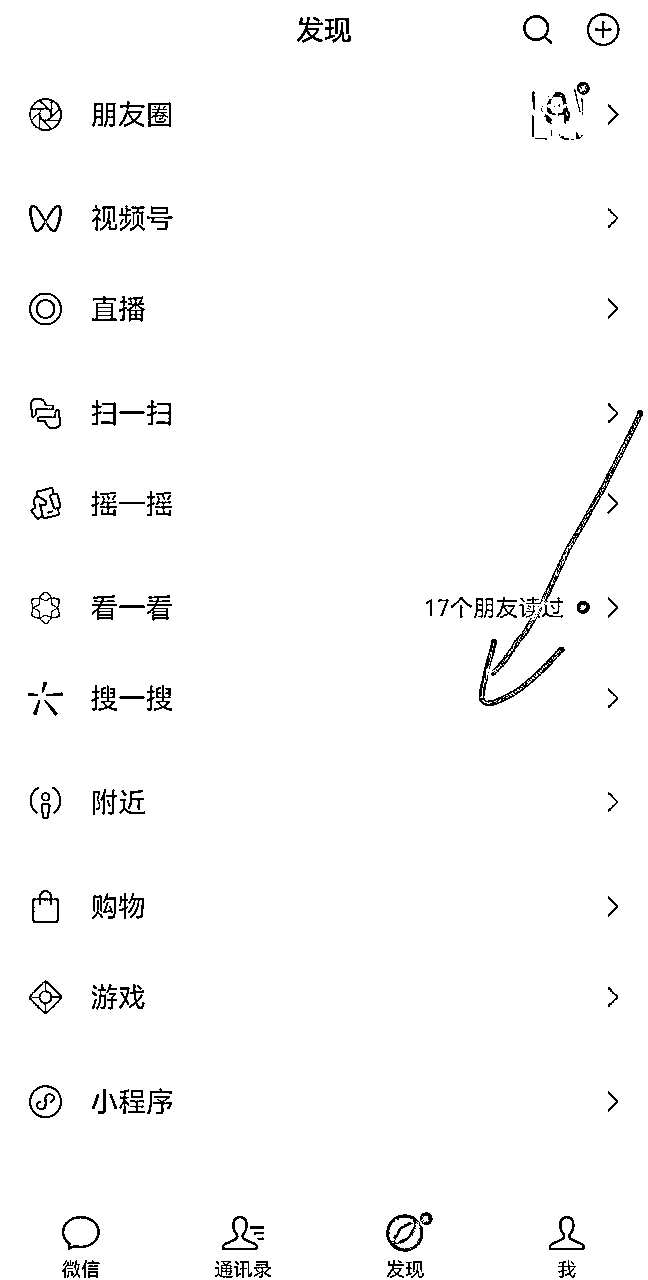 发现
朋友圈
视频号
直播
扫一扫
摇一摇
看一看 17个朋友读过
搜一搜
附近
购物
游戏
小程序
微信 通讯录 发现 我